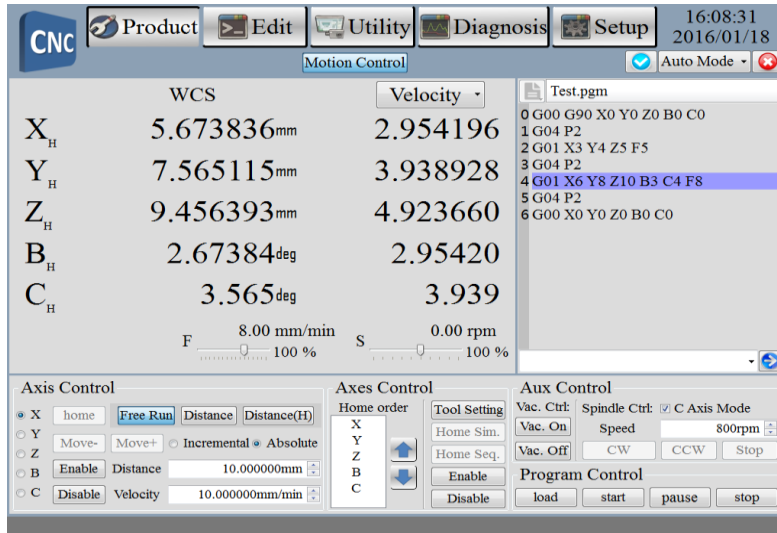 CNC Product Edit Utility Diagnosis Setup 16:08:31
2016/01/18
Motion Control Auto Mode
WCS Velocity
X H 5.673836mm 2.954196
Y H 7.565115mm 3.938928
Z H 9.456393mm 4.923660
B H 2.67384deg 2.95420
C H 3.565deg 3.939
F 8.00 mm/min S 0.00 rpm
100 % 100 %
Test.pgm
0 G00 G90 X0 Y0 Z0 B0 C0
1 G04 P2
2 G01 X3 Y4 Z5 F5
3 G04 P2
4 G01 X6 Y8 Z10 B3 C4 F8
5 G04 P2
6 G00 X0 Y0 Z0 B0 C0
Axis Control
X home Free Run Distance Distance(H)
Y Move- Move+ Incremental Absolute
Z
B Enable Distance 10.000000mm
C Disable Velocity 10.000000mm/min
Axes Control
Home order Tool Setting
X
Y Home Sim.
Z Home Seq.
B Enable
C Disable
Aux Control
Vac. Ctrl: Spindle Ctrl: C Axis Mode
Vac. On Speed 800rpm
Vac. Off CW CCW Stop
Program Control
load start pause stop